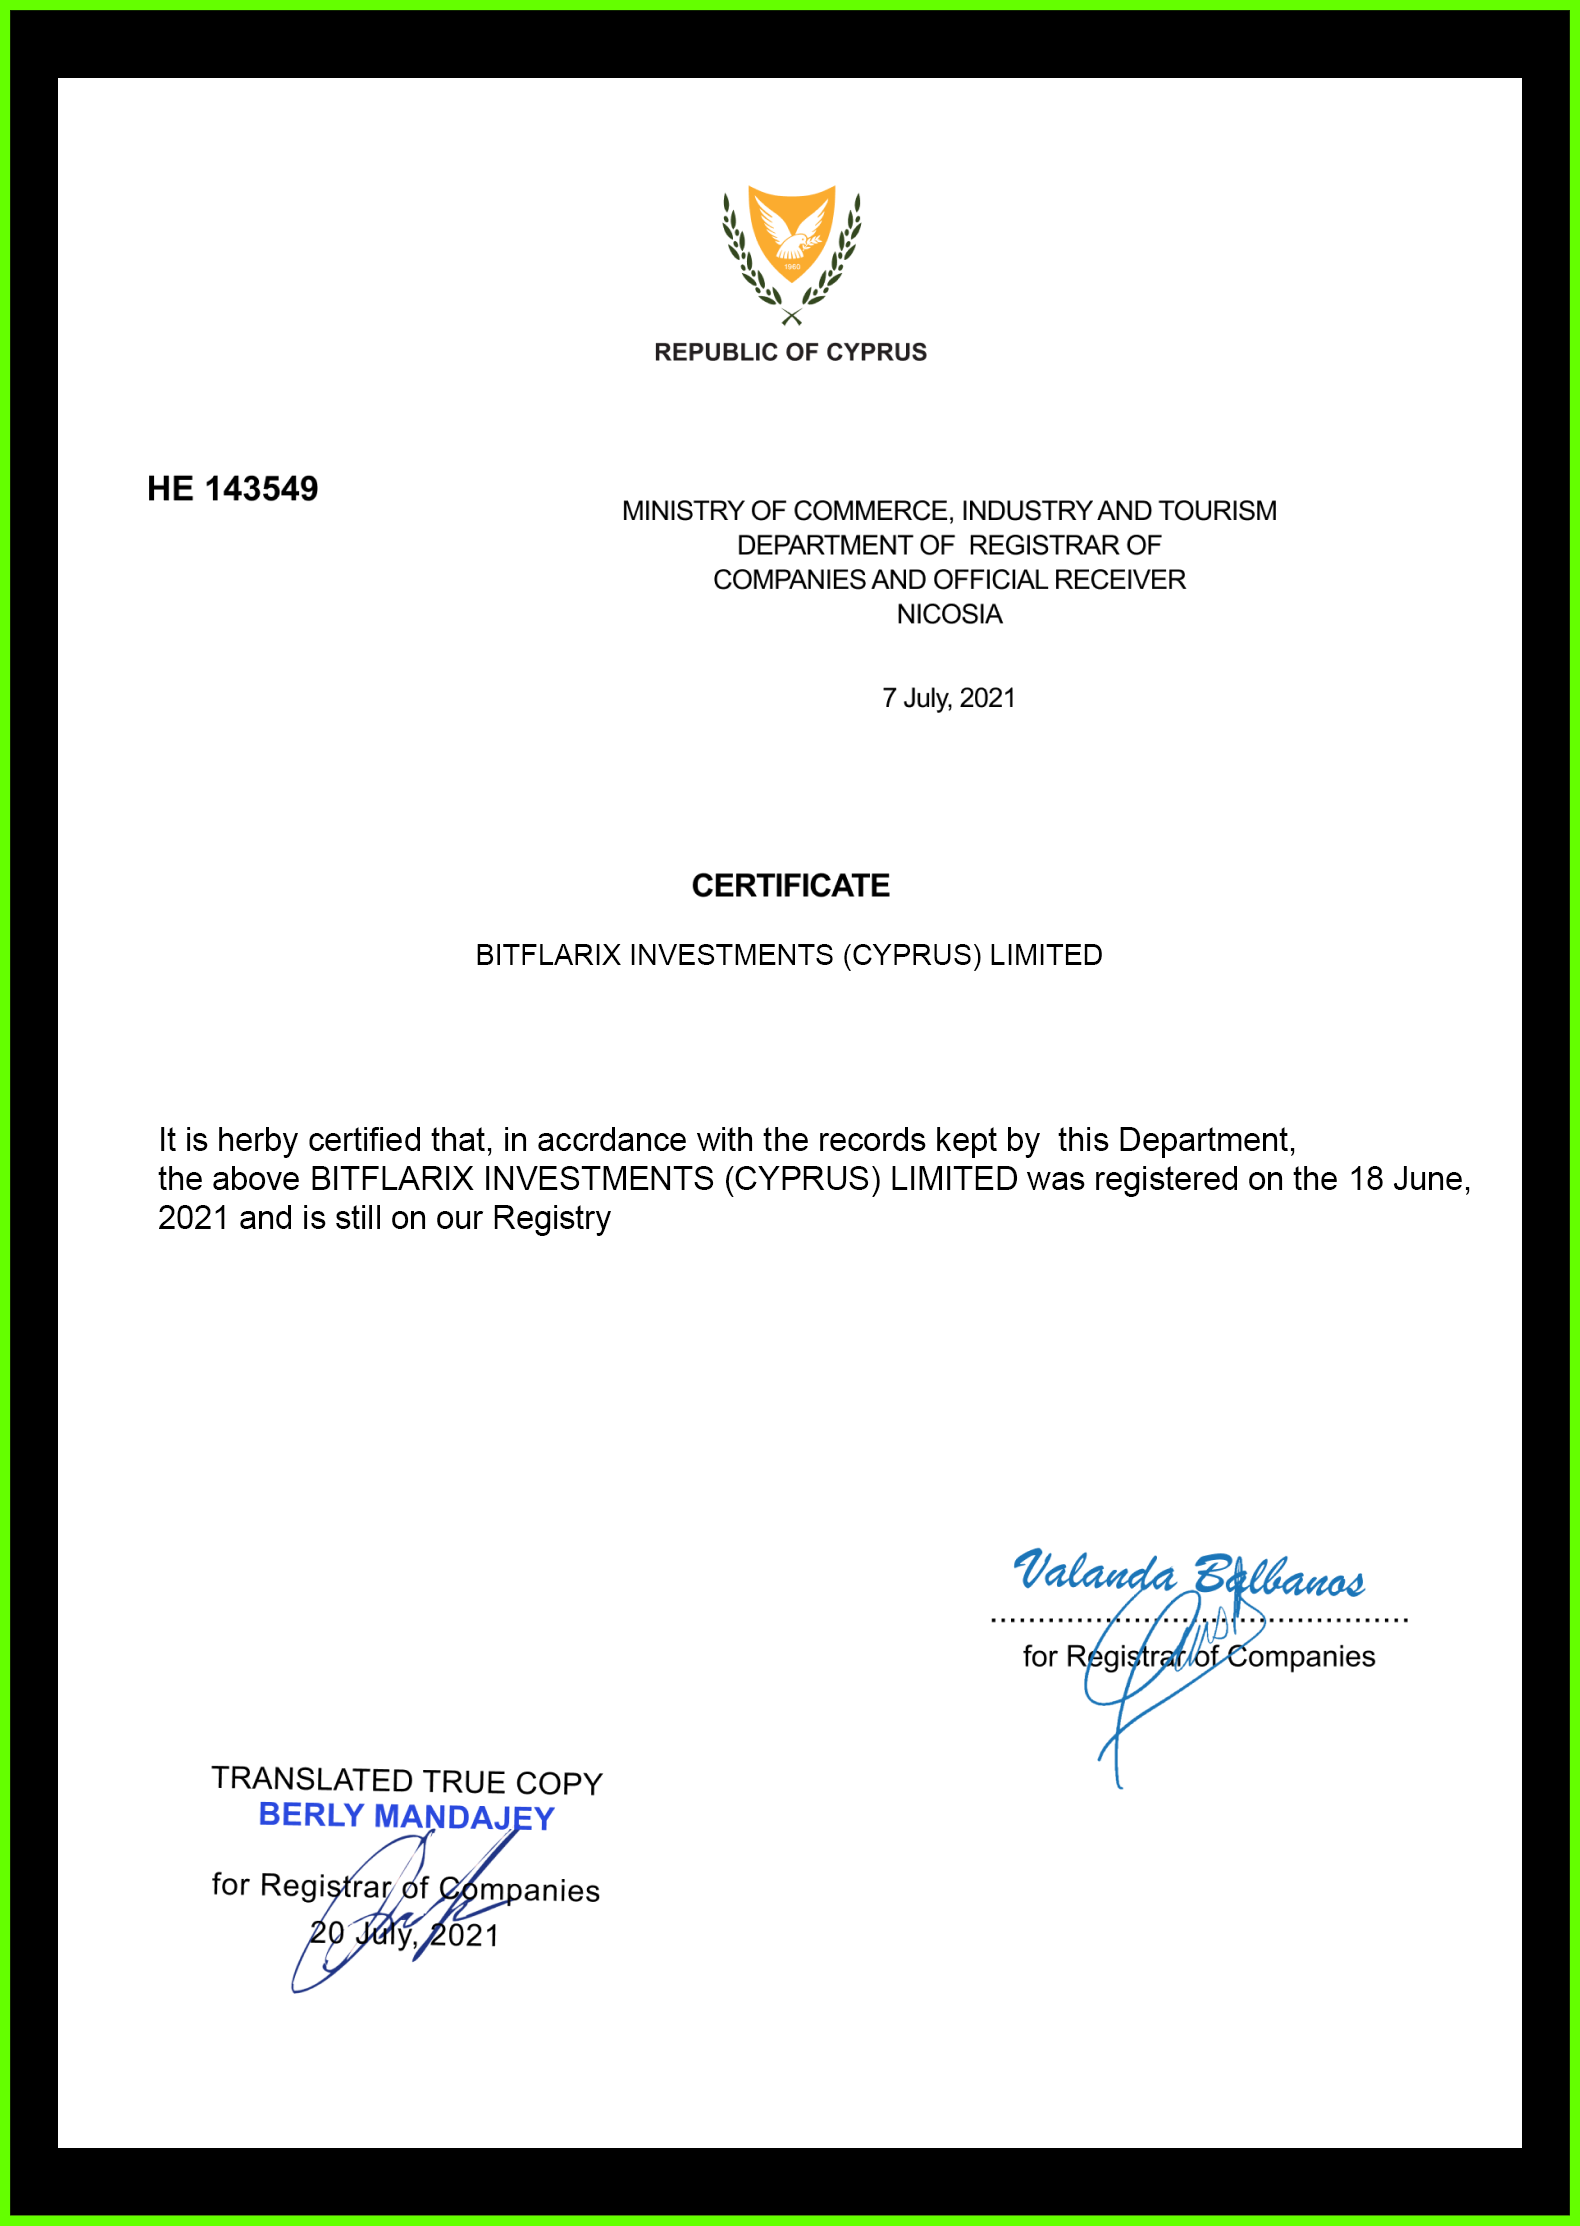 1960
REPUBLIC OF CYPRUS
HE 143549
MINISTRY OF COMMERCE, INDUSTRY AND TOURISM
DEPARTMENT OF REGISTRAR OF
COMPANIES AND OFFICIAL RECEIVER
NICOSIA
7 July, 2021
CERTIFICATE
BITFLARIX INVESTMENTS (CYPRUS) LIMITED
It is herby certified that, in accrdance with the records kept by this Department,
the above BITFLARIX INVESTMENTS (CYPRUS) LIMITED was registered on the 18 June,
2021 and is still on our Registry
Valanda Balbanos
for Registrar of Companies
TRANSLATED TRUE COPY
BERLY MANDAJEY
for Registrar of Companies
20 July, 2021